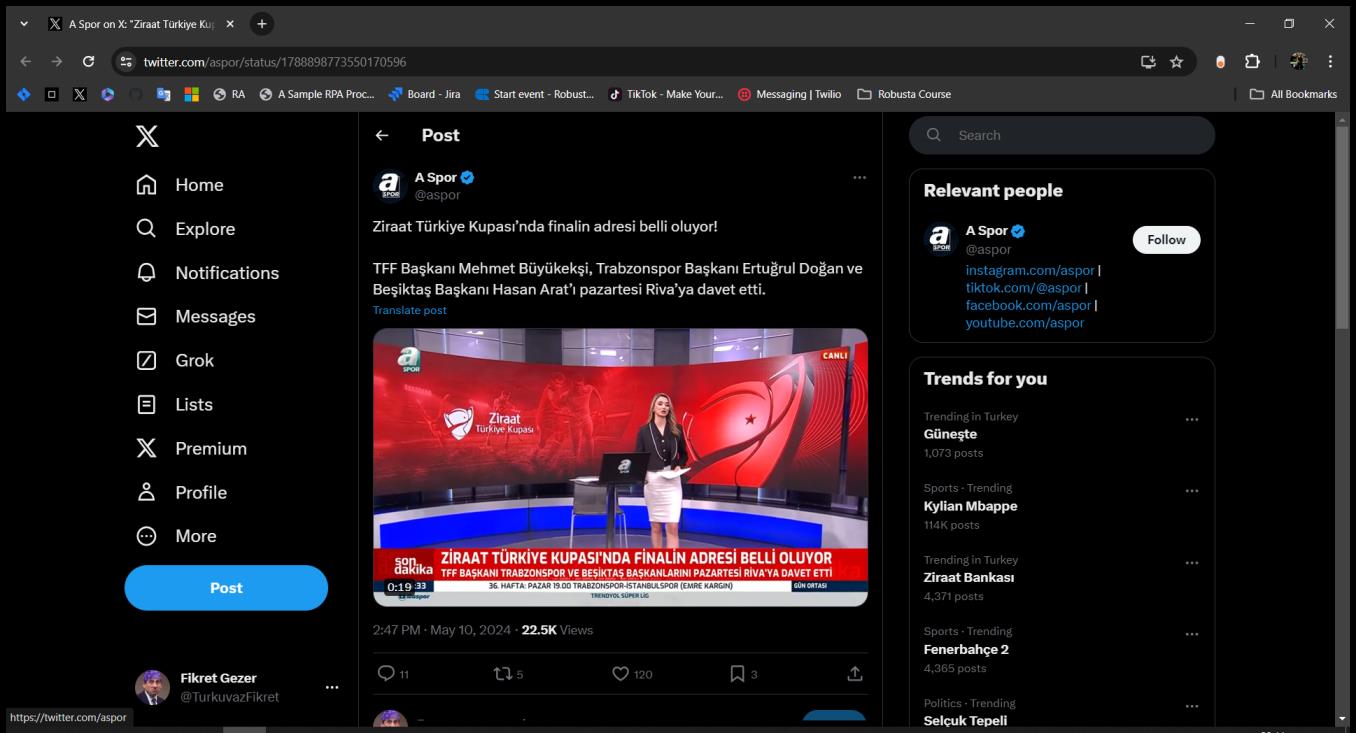 A Spor on X: "Ziraat Türkiye Ku
twitter.com/aspor/status/1788898773550170596
RA
A Sample RPA Proc...
Board - Jira
Start event - Robust...
TikTok - Make Your...
Messaging | Twilio
Robusta Course
All Bookmarks
Home
Explore
Notifications
Messages
Grok
Lists
Premium
Profile
More
Post
Fikret Gezer
@TurkuvazFikret
https://twitter.com/aspor
Post
A Spor
@aspor
Ziraat Türkiye Kupası’nda finalin adresi belli oluyor!
TFF Başkanı Mehmet Büyükekşi, Trabzonspor Başkanı Ertuğrul Doğan ve
Beşiktaş Başkanı Hasan Arat’ı pazartesi Riva’ya davet etti.
Translate post
a
SPOR
CANLI
Ziraat
Türkiye Kupası
son dakika
ZİRAAT TÜRKİYE KUPASI'NDA FİNALİN ADRESİ BELLİ OLUYOR
TFF BAŞKANI TRABZONSPOR VE BEŞİKTAŞ BAŞKANLARINI PAZARTESİ RİVA'YA DAVET ETTİ
0:19
:33
36. HAFTA: PAZAR 19.00 TRABZONSPOR-İSTANBULSPOR (EMRE KARGIN)
GÜN ORTASI
aspor
TRENDYOL SÜPER LİG
2:47 PM · May 10, 2024 · 22.5K Views
11
5
120
3
Search
Relevant people
A Spor
@aspor
Follow
instagram.com/aspor |
tiktok.com/@aspor |
facebook.com/aspor |
youtube.com/aspor
Trends for you
Trending in Turkey
Güneşte
1,073 posts
Sports · Trending
Kylian Mbappe
114K posts
Trending in Turkey
Ziraat Bankası
4,371 posts
Sports · Trending
Fenerbahçe 2
4,365 posts
Politics · Trending
Selçuk Tepeli